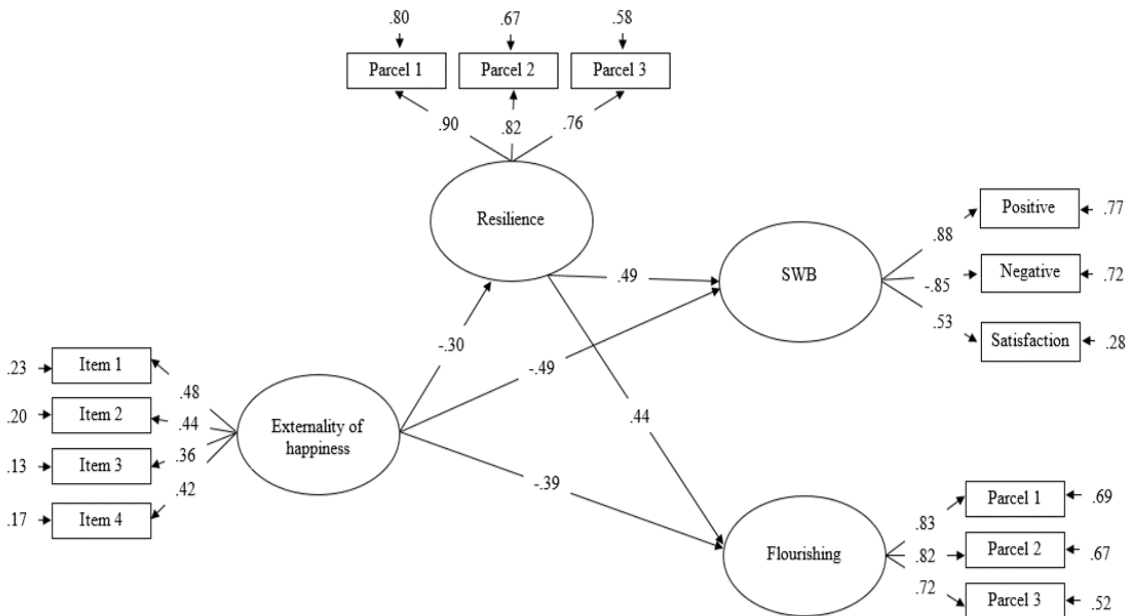 .80 .67 .58
Parcel 1 Parcel 2 Parcel 3
.90 .82 .76
Resilience
Positive .77
.88
SWB
.49
Negative .72
-.85
.53
Satisfaction .28
-.30
-.49
.23 Item 1
.48
.20 Item 2
.44
.44
Externality of
happiness
.36
.13 Item 3
.42
.17 Item 4
-.39
Parcel 1 .69
.83
Flourishing
.82 Parcel 2 .67
.72
Parcel 3 .52